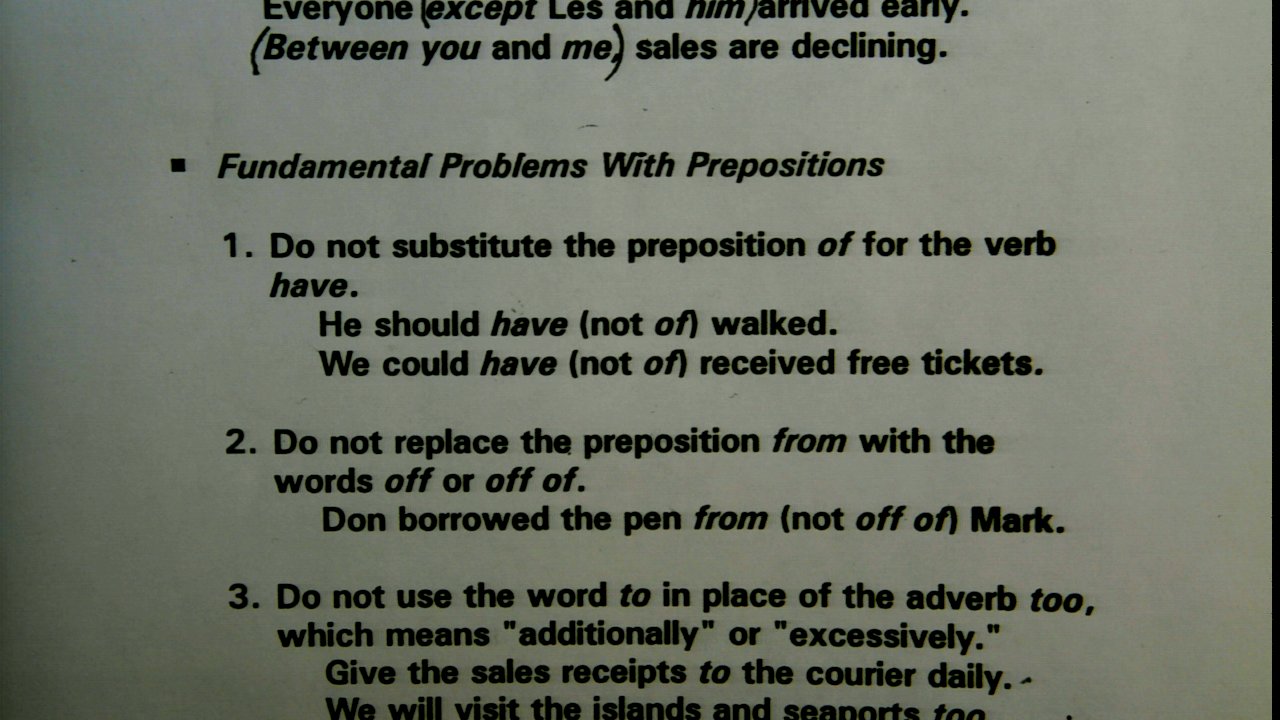 Everyone (except Les and him) arrived early.
(Between you and me,) sales are declining.
▪ Fundamental Problems With Prepositions
1. Do not substitute the preposition of for the verb
have.
He should have (not of) walked.
We could have (not of) received free tickets.
2. Do not replace the preposition from with the
words off or off of.
Don borrowed the pen from (not off of) Mark.
3. Do not use the word to in place of the adverb too,
which means "additionally" or "excessively."
Give the sales receipts to the courier daily.
We will visit the islands and seaports too